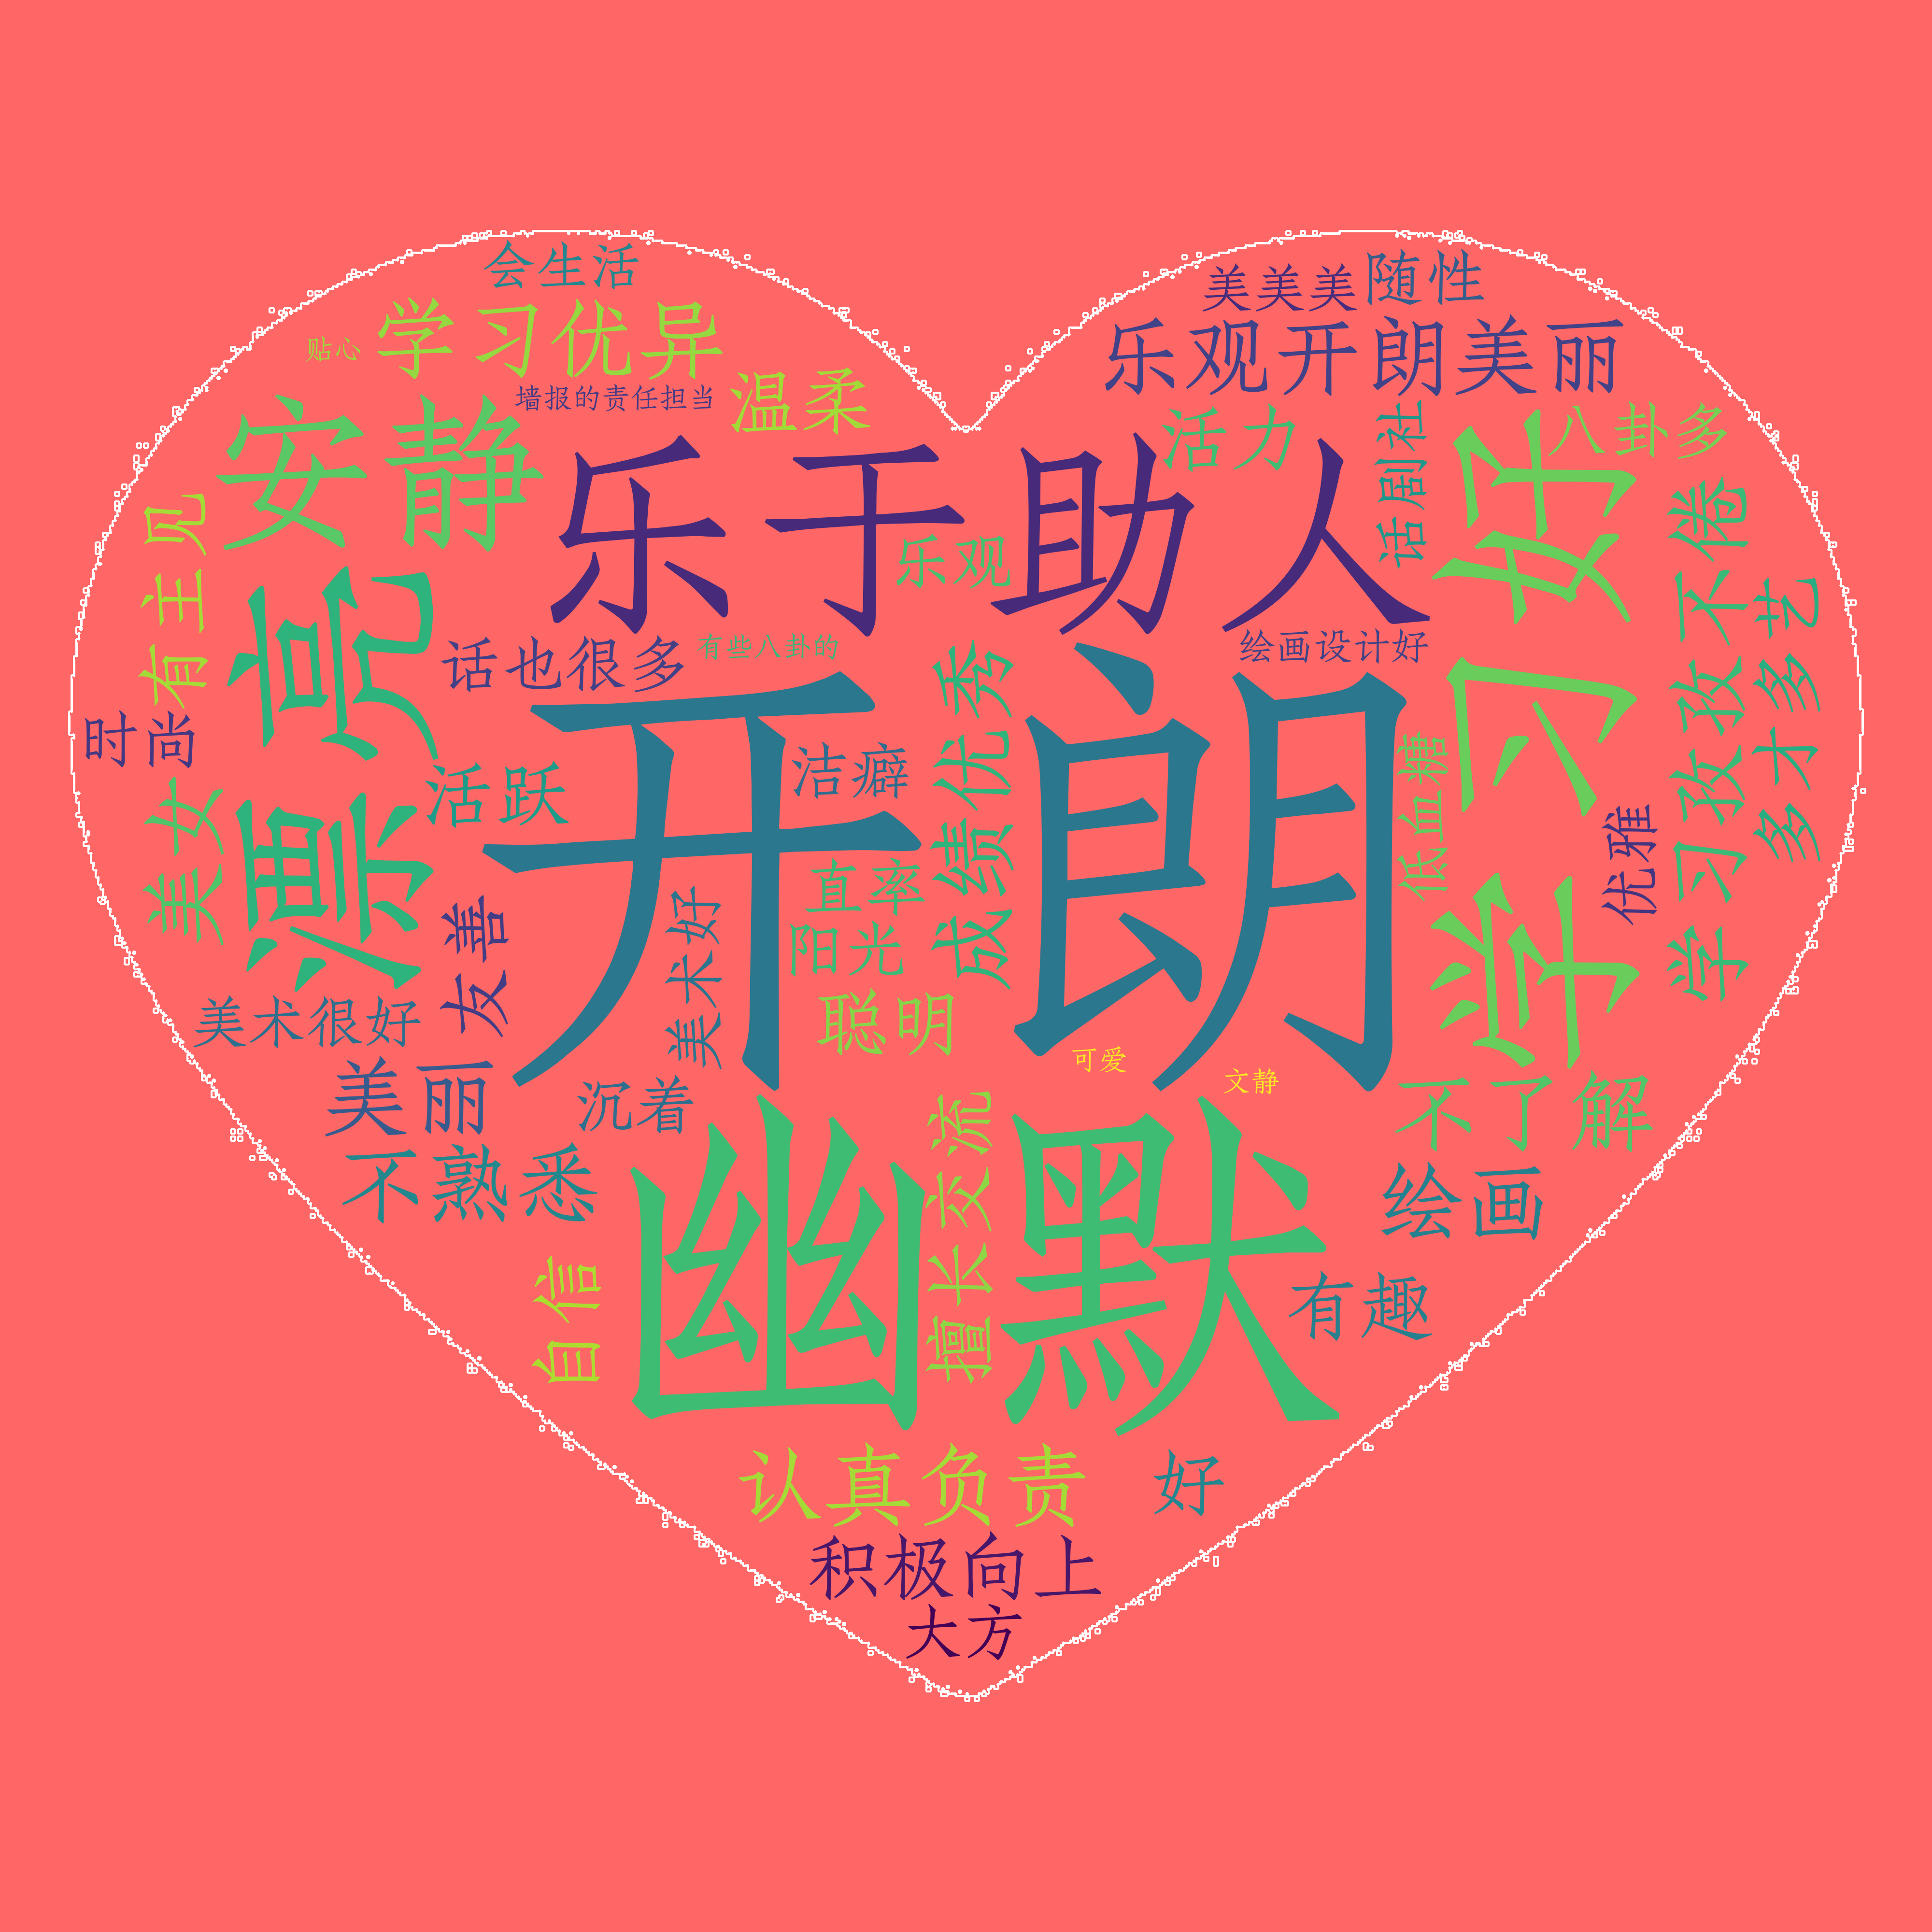 会生活
美美美
随性
学习优异
贴心
乐观开朗美丽
墙报的责任担当
温柔
安静
活力
话剧社
八卦多
乐于助人
学习孜孜不倦
有主见
乐观
学个好
漂亮
多才多艺
话也很多
有些八卦的
绘画设计好
成绩优秀
开朗
时尚
洁癖
低血糖
活跃
美女
优雅
直率
友善
美术好
阳光
美术很好
聪明
可爱
文静
美丽
沉着
不了解
不熟悉
擅长交流
幽默
绘画
自信
有趣
认真负责
好
积极向上
大方